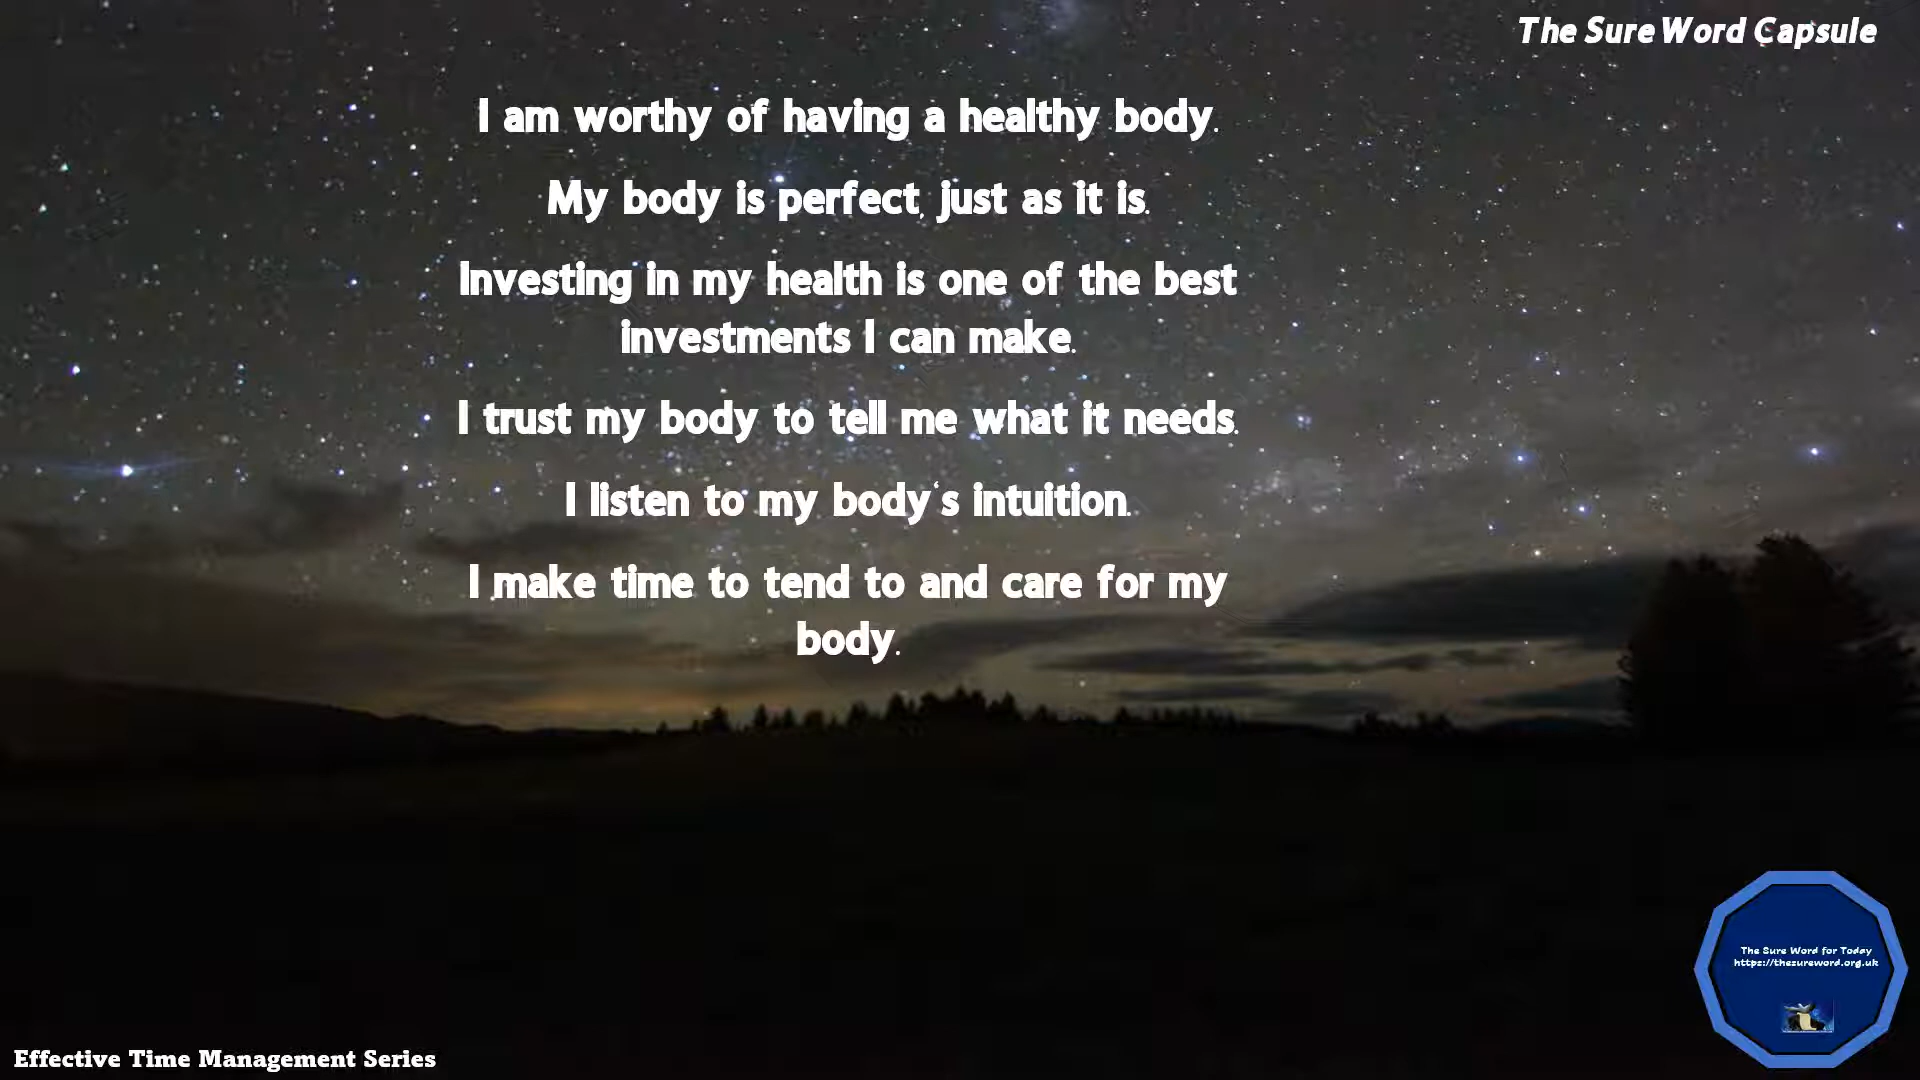 The Sure Word Capsule
I am worthy of having a healthy body.
My body is perfect, just as it is.
Investing in my health is one of the best
investments I can make.
I trust my body to tell me what it needs.
I listen to my body‘s intuition.
I make time to tend to and care for my
body.
The Sure Word for Today
https://thesureword.org.uk
Effective Time Management Series